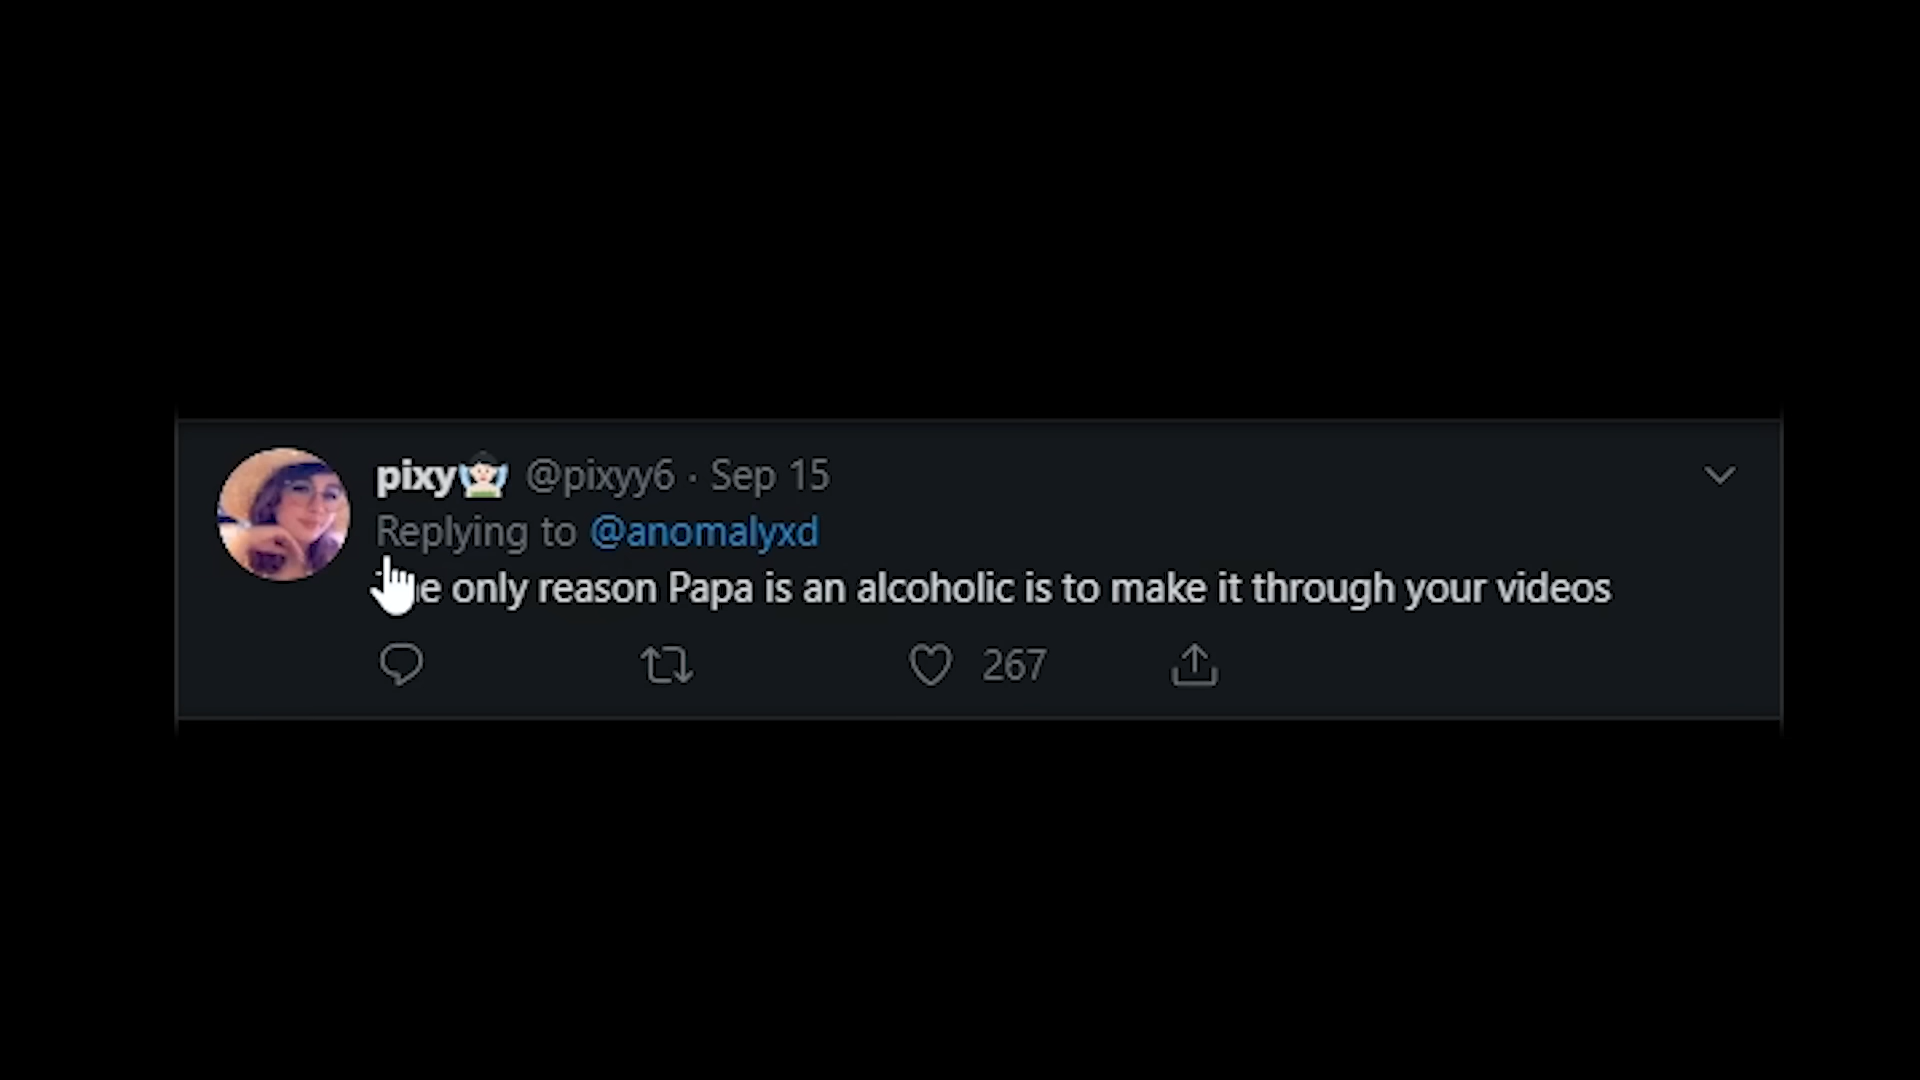 pixy @pixyy6 · Sep 15
Replying to @anomalyxd
only reason Papa is an alcoholic is to make it through your videos
267